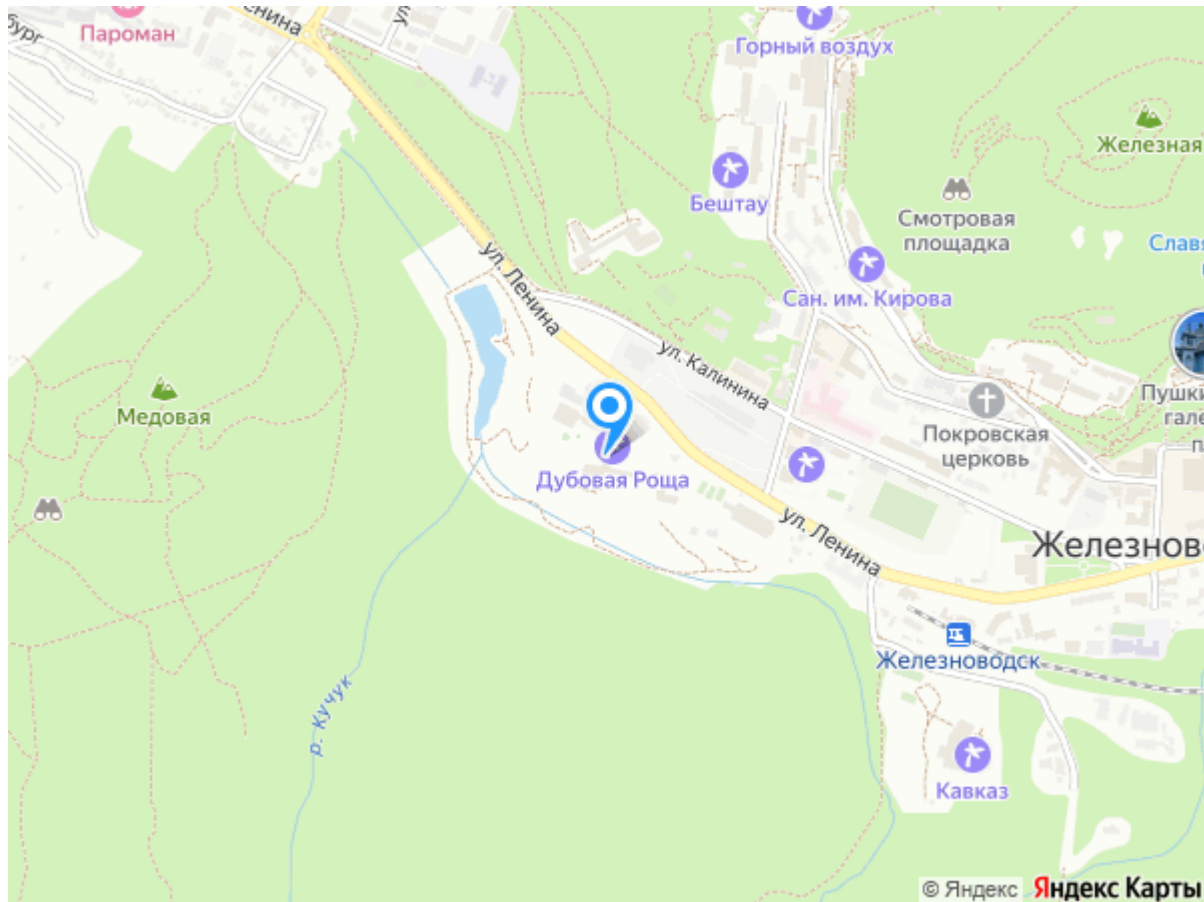 Пароман
Горный воздух
Железная
Бештау
Смотровая
площадка
Сан. им. Кирова
ул. Ленина
ул. Калинина
Медовая
Покровская
церковь
Дубовая Роща
ул. Ленина
Железноводск
р. Кучук
Кавказ
© Яндекс Яндекс Карты